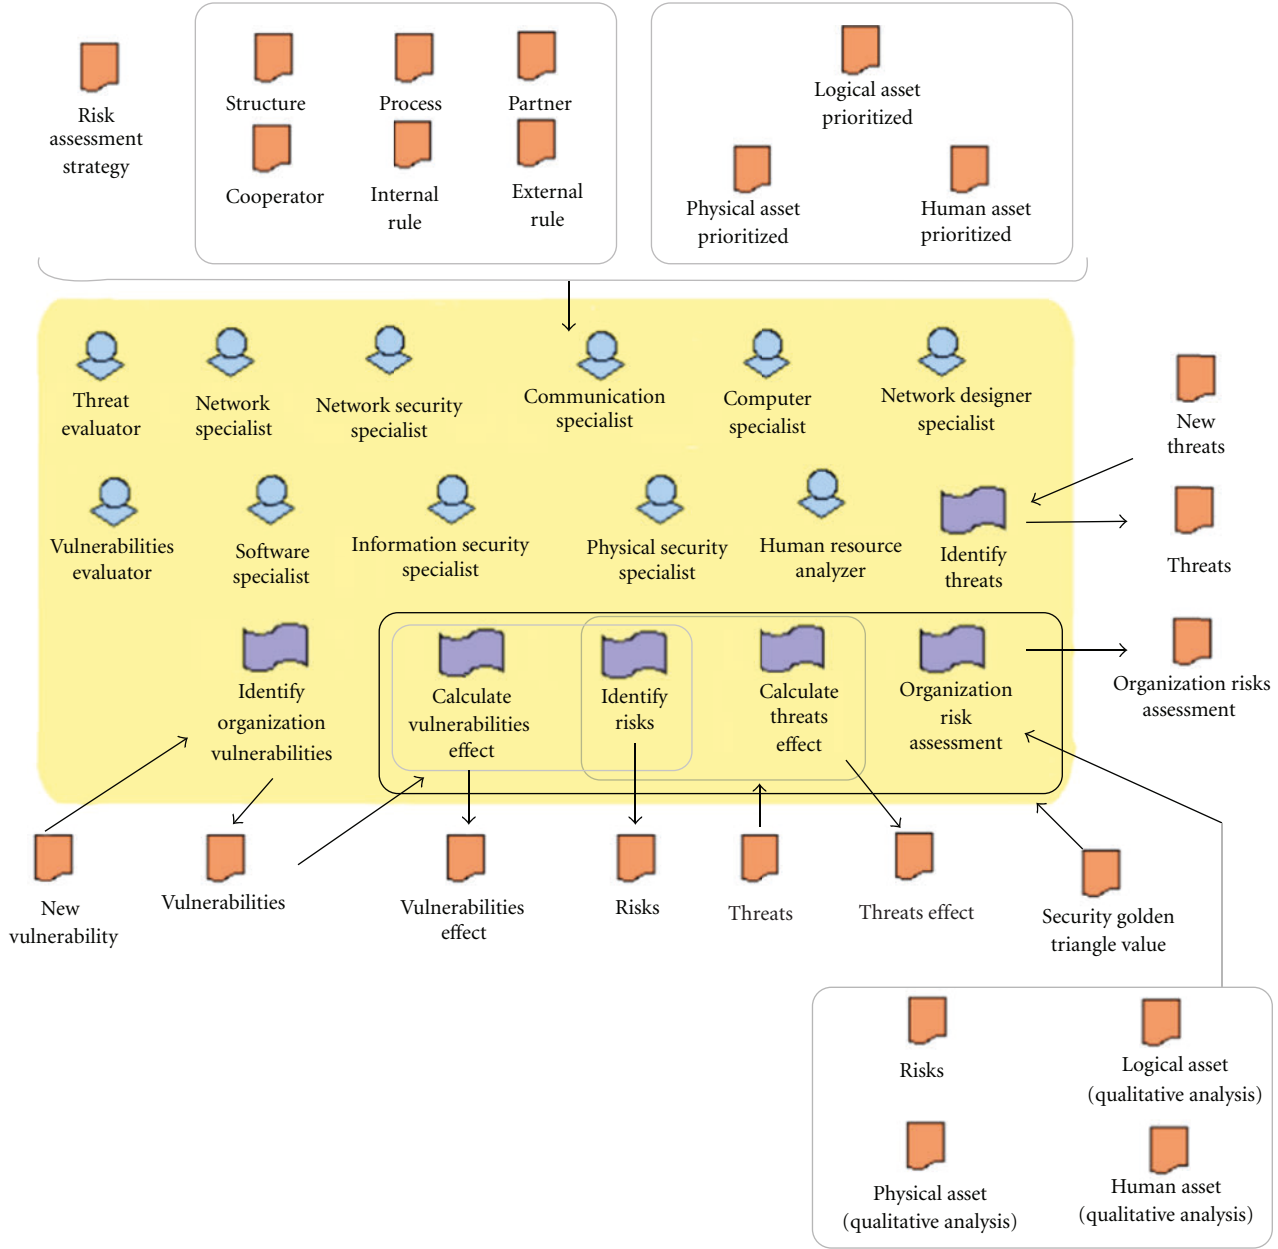 Risk
assessment
strategy
Structure
Process
Partner
Cooperator
Internal
rule
External
rule
Logical asset
prioritized
Physical asset
prioritized
Human asset
prioritized
Threat
evaluator
Network
specialist
Network security
specialist
Communication
specialist
Computer
specialist
Network designer
specialist
New
threats
Vulnerabilities
evaluator
Software
specialist
Information security
specialist
Physical security
specialist
Human resource
analyzer
Identify
threats
Threats
Identify
organization
vulnerabilities
Calculate
vulnerabilities
effect
Identify
risks
Calculate
threats
effect
Organization
risk
assessment
Organization risks
assessment
New
vulnerability
Vulnerabilities
Vulnerabilities
effect
Risks
Threats
Threats effect
Security golden
triangle value
Risks
Logical asset
(qualitative analysis)
Physical asset
(qualitative analysis)
Human asset
(qualitative analysis)